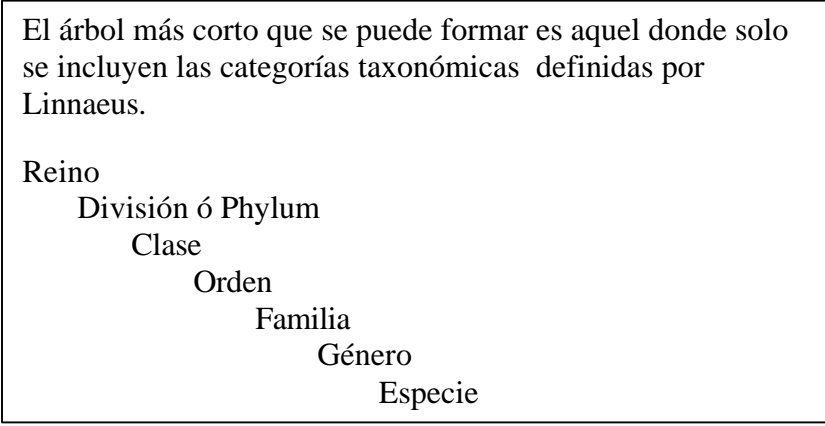 El árbol más corto que se puede formar es aquel donde solo
se incluyen las categorías taxonómicas definidas por
Linnaeus.
Reino
División ó Phylum
Clase
Orden
Familia
Género
Especie